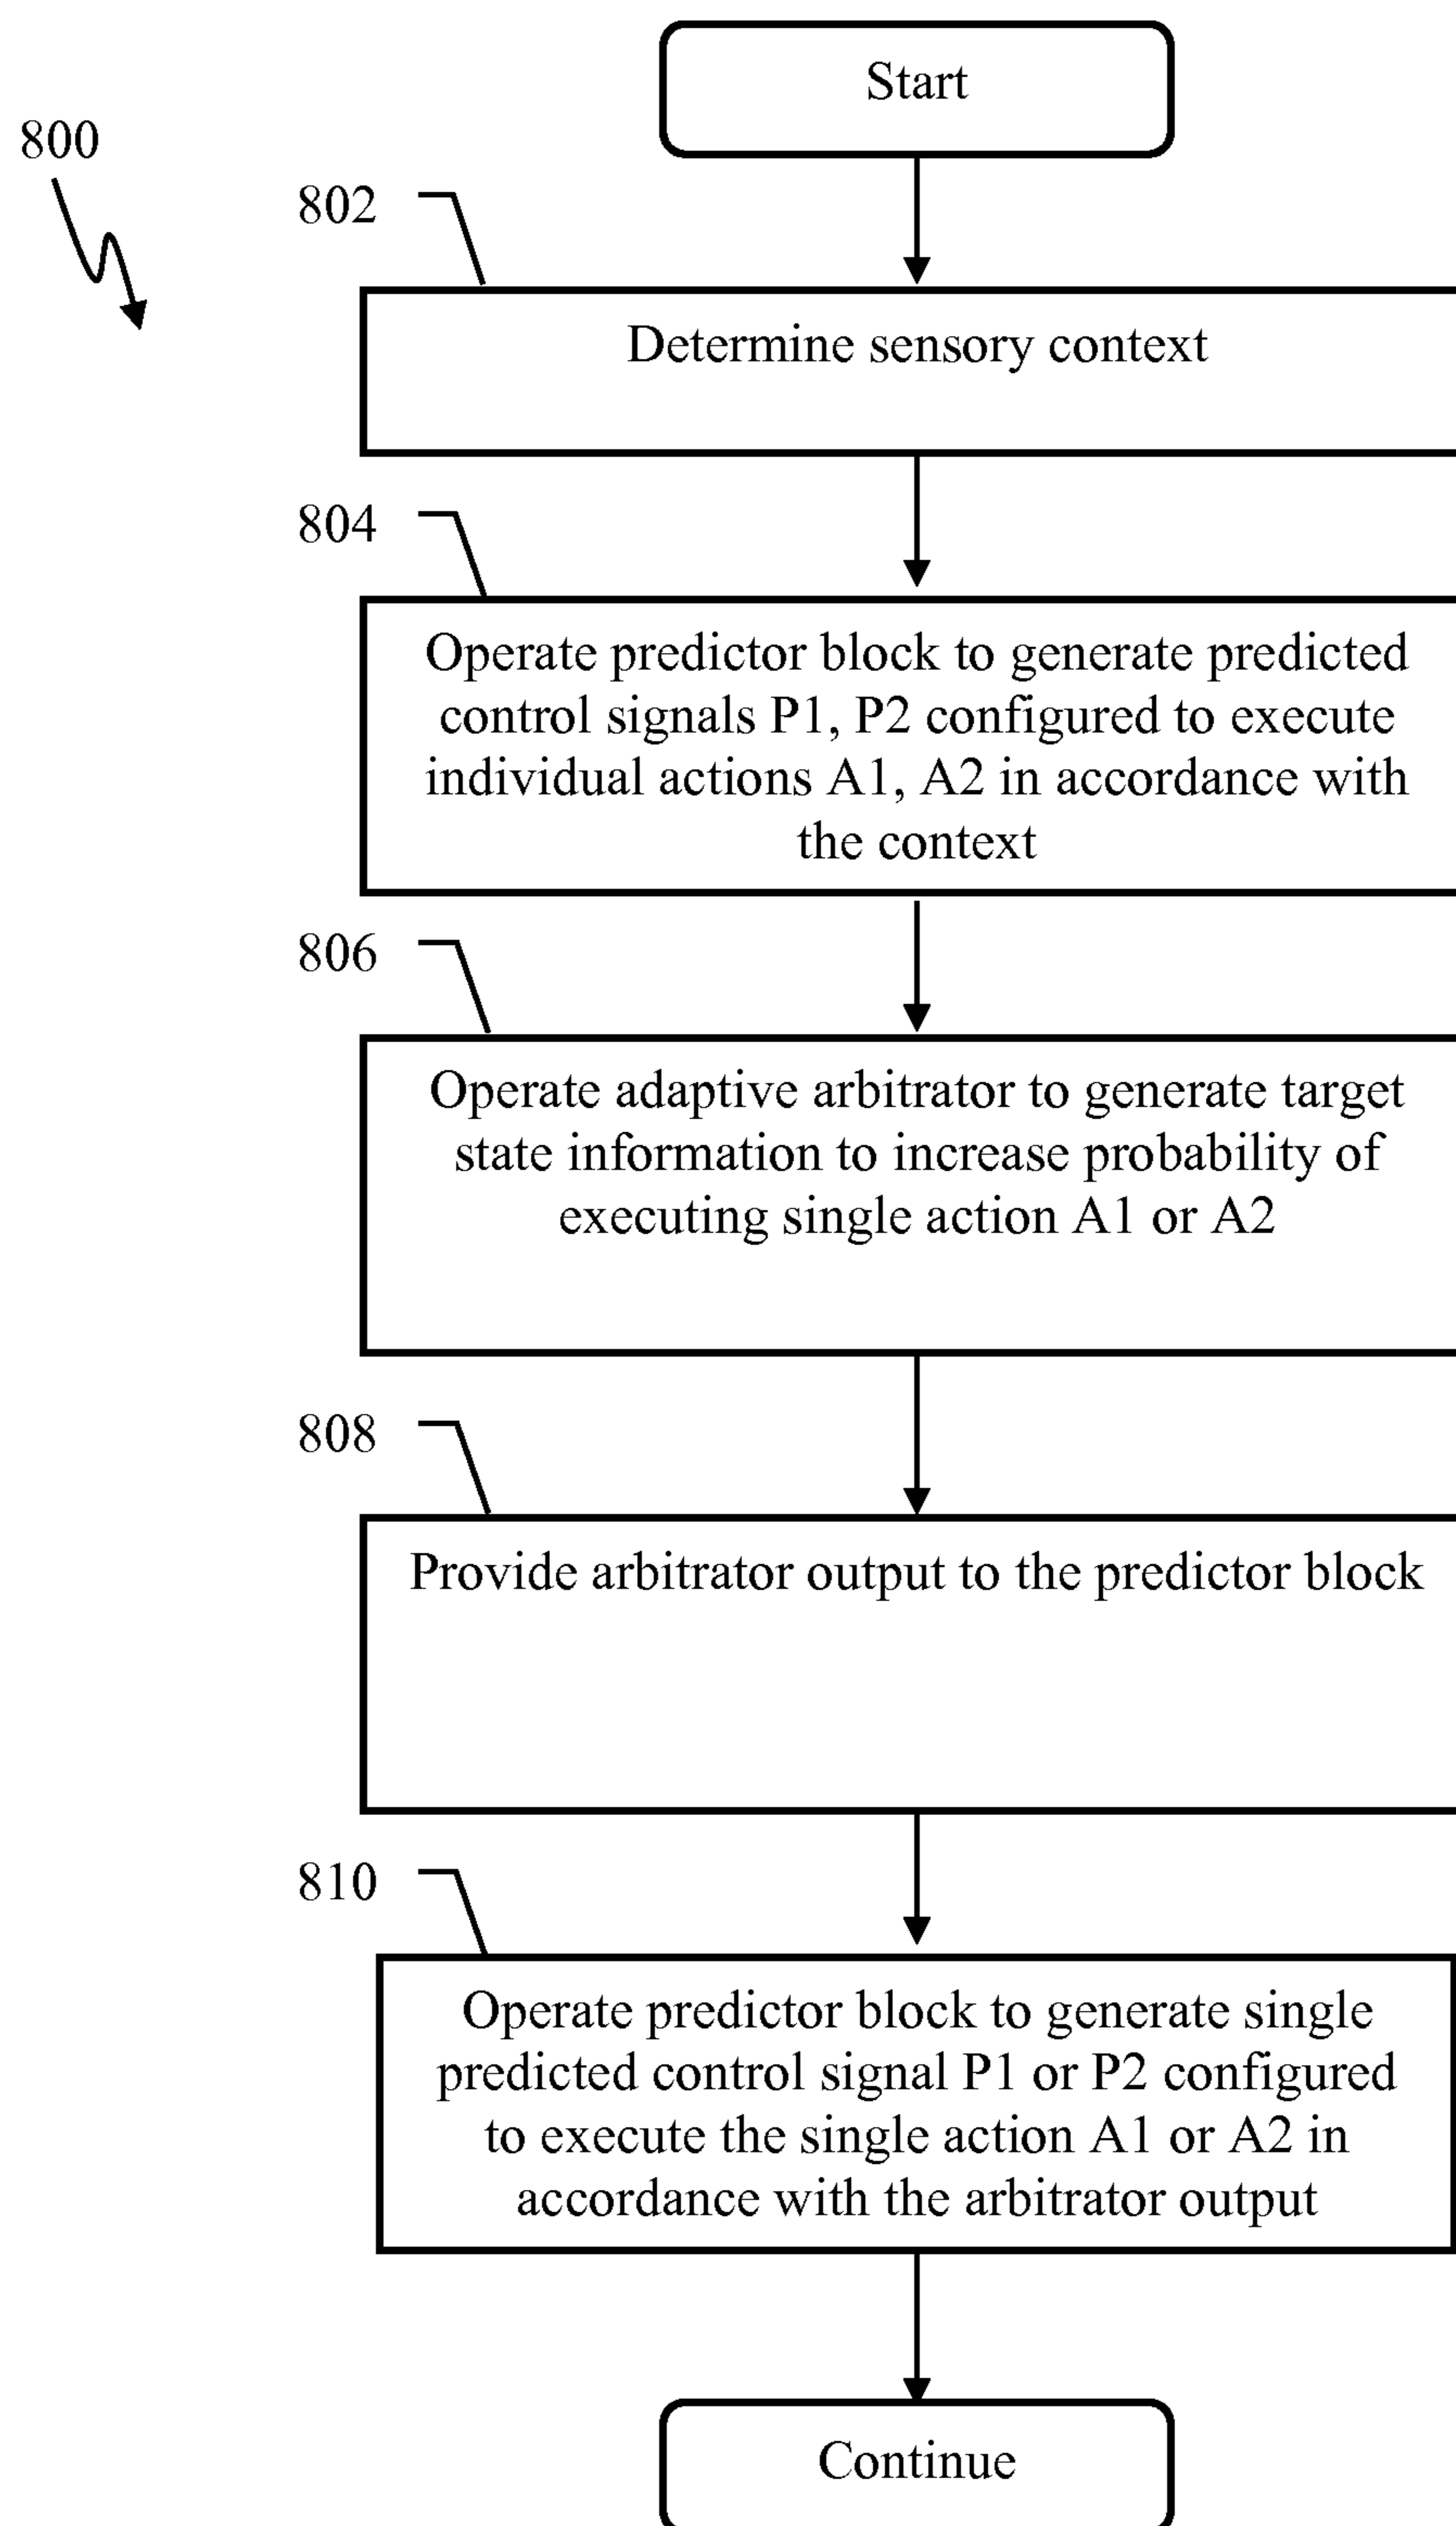 Start
800
802
Determine sensory context
804
Operate predictor block to generate predicted
control signals P1, P2 configured to execute
individual actions A1, A2 in accordance with
the context
806
Operate adaptive arbitrator to generate target
state information to increase probability of
executing single action A1 or A2
808
Provide arbitrator output to the predictor block
810
Operate predictor block to generate single
predicted control signal P1 or P2 configured
to execute the single action A1 or A2 in
accordance with the arbitrator output
Continue